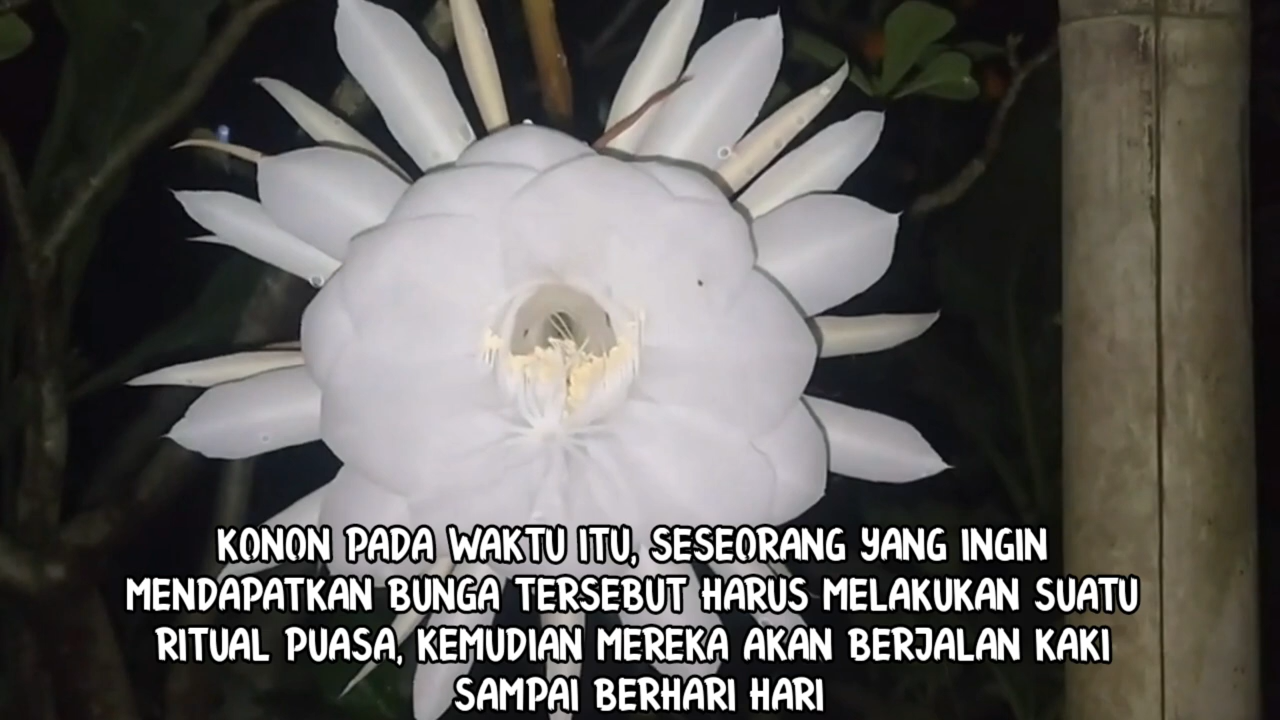 KONON PADA WAKTU ITU, SESEORANG YANG INGIN
MENDAPATKAN BUNGA TERSEBUT HARUS MELAKUKAN SUATU
RITUAL PUASA, KEMUDIAN MEREKA AKAN BERJALAN KAKI
SAMPAI BERHARI HARI